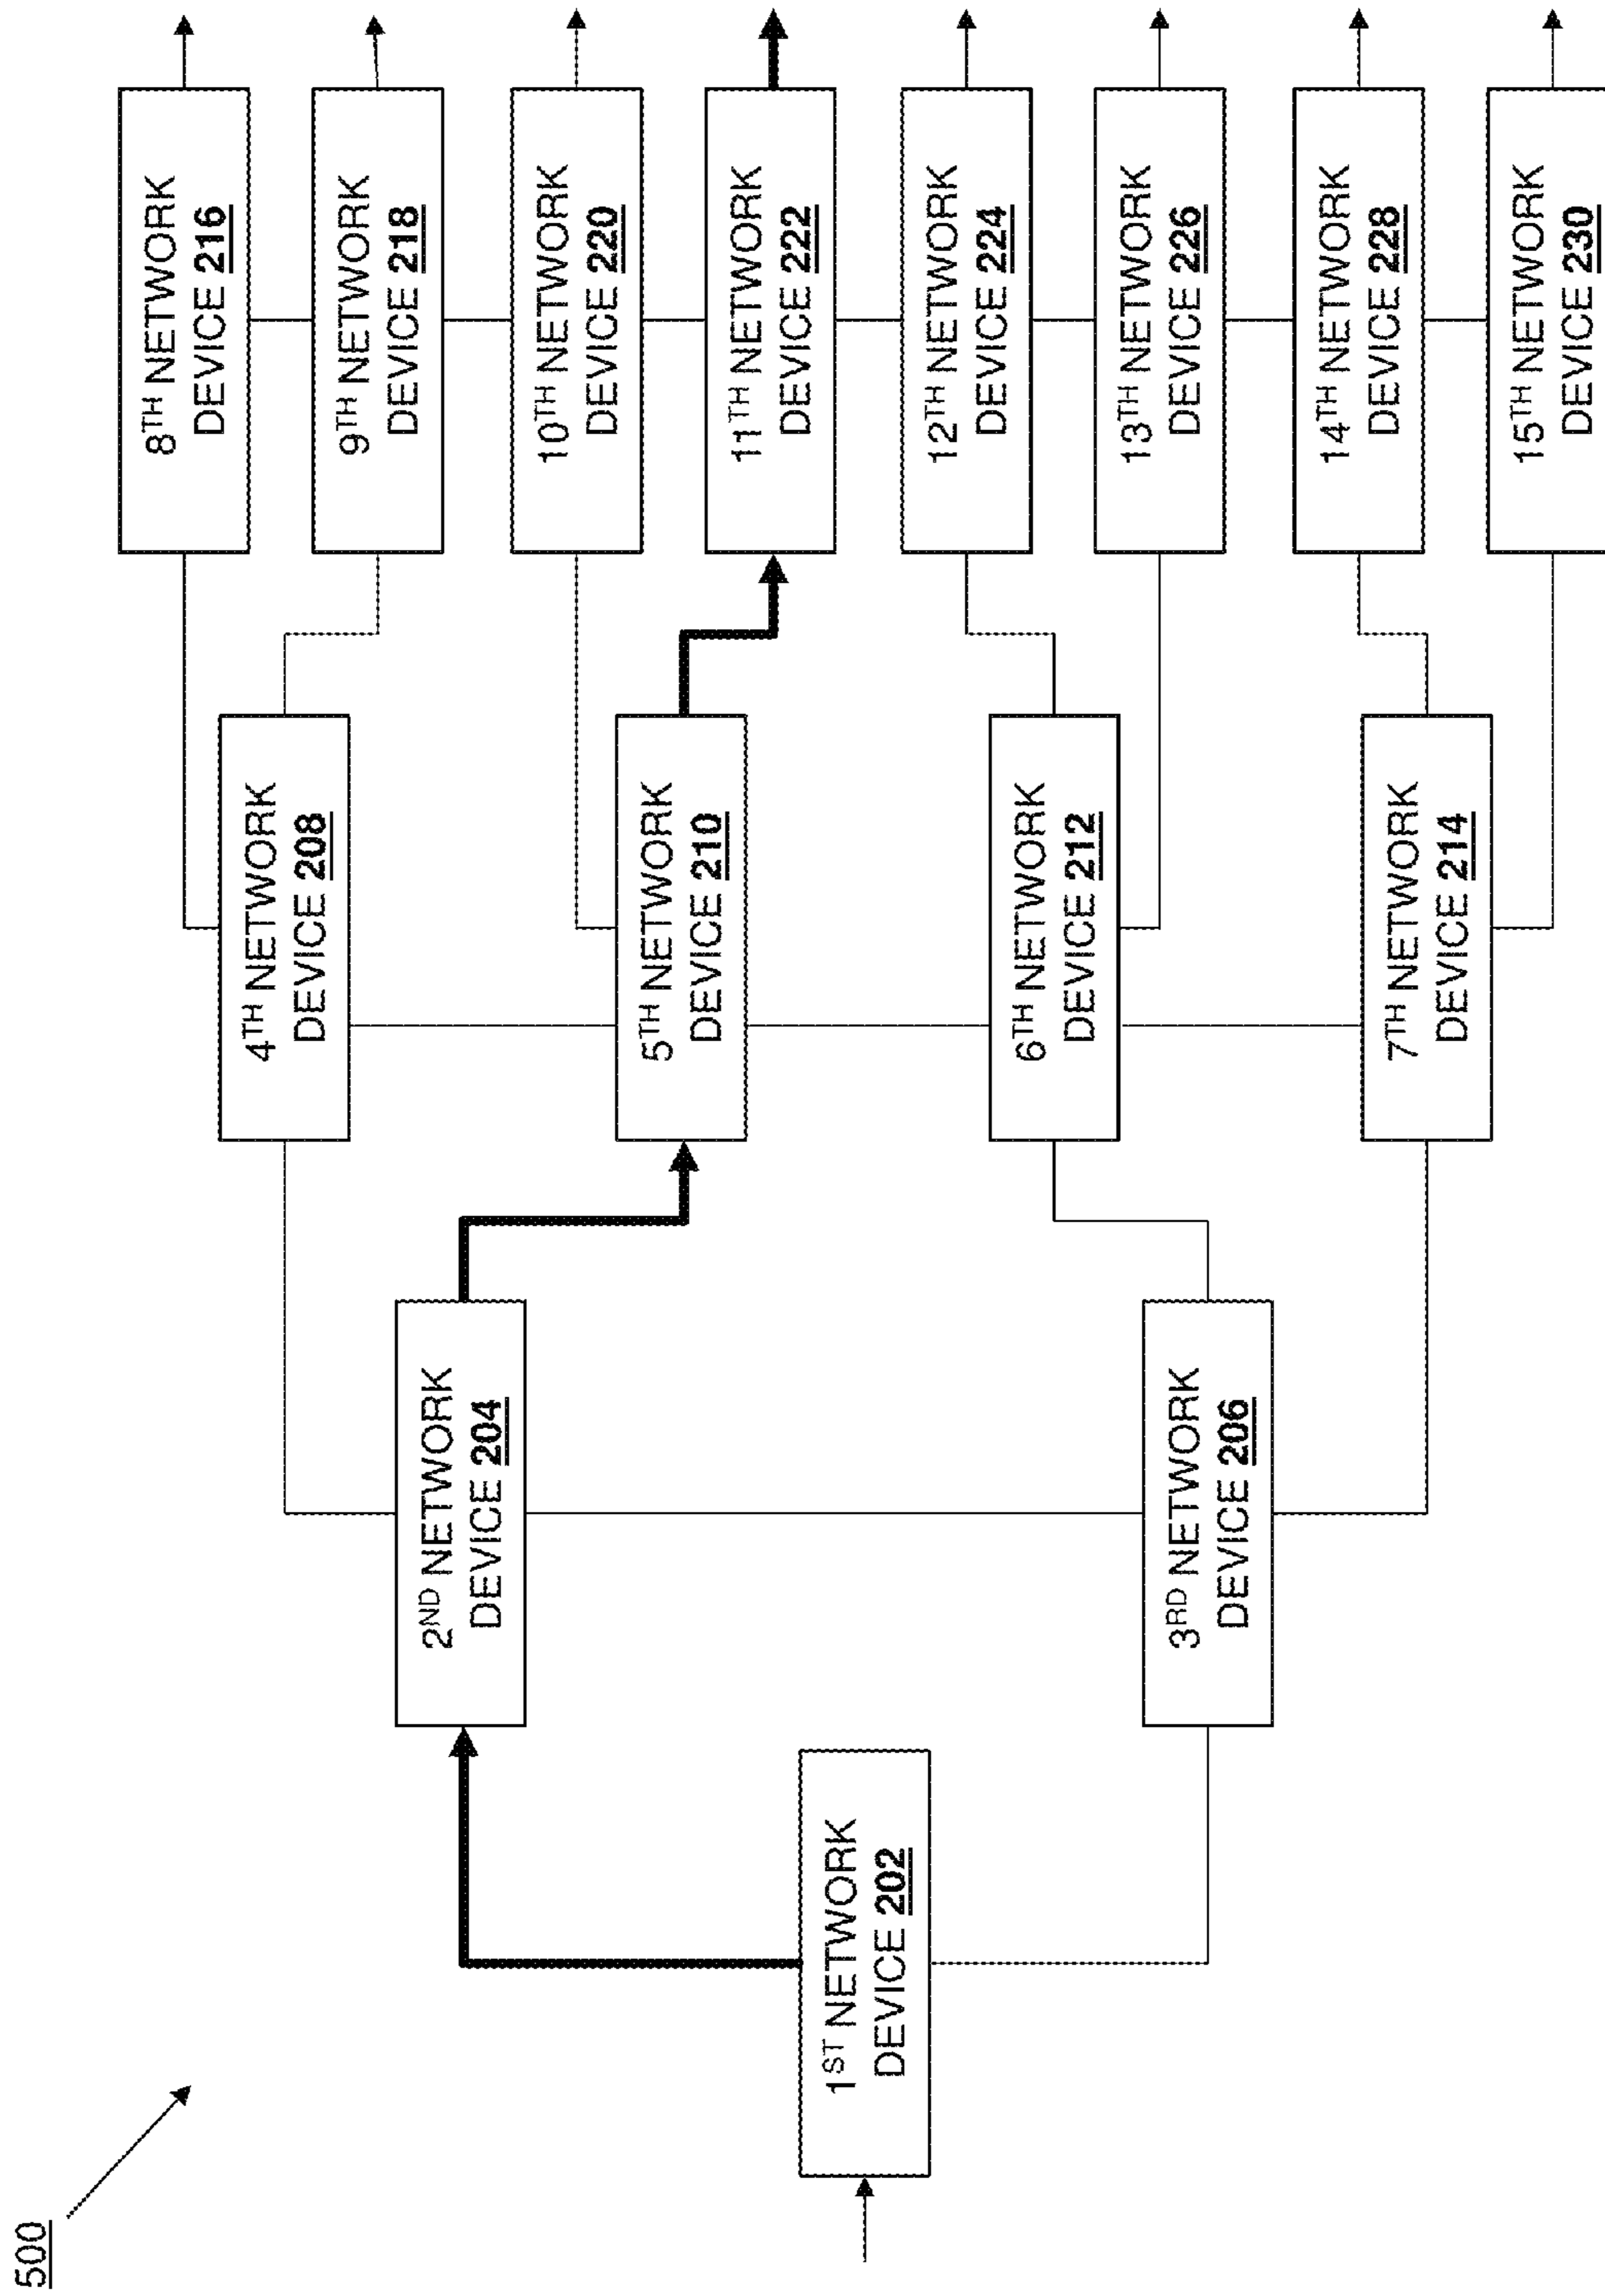 500
1ST NETWORK
DEVICE 202
2ND NETWORK
DEVICE 204
3RD NETWORK
DEVICE 206
4TH NETWORK
DEVICE 208
5TH NETWORK
DEVICE 210
6TH NETWORK
DEVICE 212
7TH NETWORK
DEVICE 214
8TH NETWORK
DEVICE 216
9TH NETWORK
DEVICE 218
10TH NETWORK
DEVICE 220
11TH NETWORK
DEVICE 222
12TH NETWORK
DEVICE 224
13TH NETWORK
DEVICE 226
14TH NETWORK
DEVICE 228
15TH NETWORK
DEVICE 230